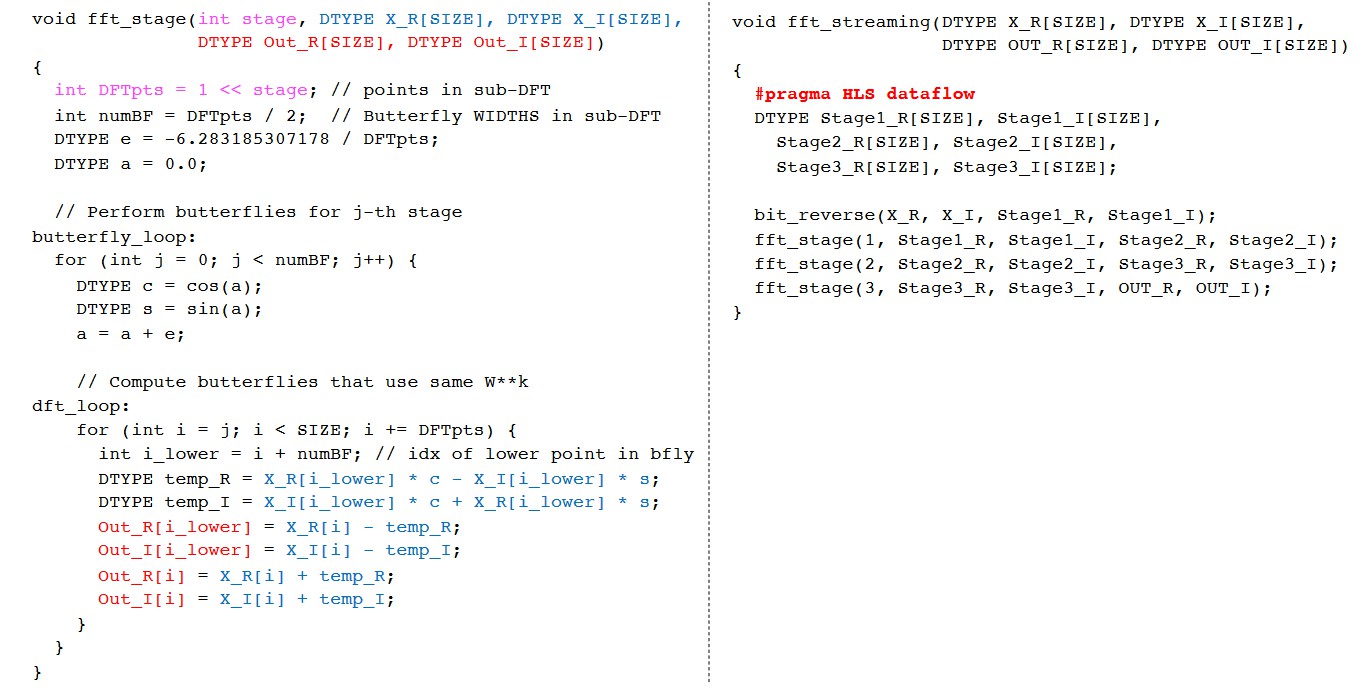 void fft_stage(int stage, DTYPE X_R[SIZE], DTYPE X_I[SIZE],
DTYPE Out_R[SIZE], DTYPE Out_I[SIZE])
{
int DFTpts = 1 << stage; // points in sub-DFT
int numBF = DFTpts / 2; // Butterfly WIDTHS in sub-DFT
DTYPE e = -6.283185307178 / DFTpts;
DTYPE a = 0.0;
// Perform butterflies for j-th stage
butterfly_loop:
for (int j = 0; j < numBF; j++) {
DTYPE c = cos(a);
DTYPE s = sin(a);
a = a + e;
// Compute butterflies that use same W**k
dft_loop:
for (int i = j; i < SIZE; i += DFTpts) {
int i_lower = i + numBF; // idx of lower point in bfly
DTYPE temp_R = X_R[i_lower] * c - X_I[i_lower] * s;
DTYPE temp_I = X_I[i_lower] * c + X_R[i_lower] * s;
Out_R[i_lower] = X_R[i] - temp_R;
Out_I[i_lower] = X_I[i] - temp_I;
Out_R[i] = X_R[i] + temp_R;
Out_I[i] = X_I[i] + temp_I;
}
}
}
void fft_streaming(DTYPE X_R[SIZE], DTYPE X_I[SIZE],
DTYPE OUT_R[SIZE], DTYPE OUT_I[SIZE])
{
#pragma HLS dataflow
DTYPE Stage1_R[SIZE], Stage1_I[SIZE],
Stage2_R[SIZE], Stage2_I[SIZE],
Stage3_R[SIZE], Stage3_I[SIZE];
bit_reverse(X_R, X_I, Stage1_R, Stage1_I);
fft_stage(1, Stage1_R, Stage1_I, Stage2_R, Stage2_I);
fft_stage(2, Stage2_R, Stage2_I, Stage3_R, Stage3_I);
fft_stage(3, Stage3_R, Stage3_I, OUT_R, OUT_I);
}